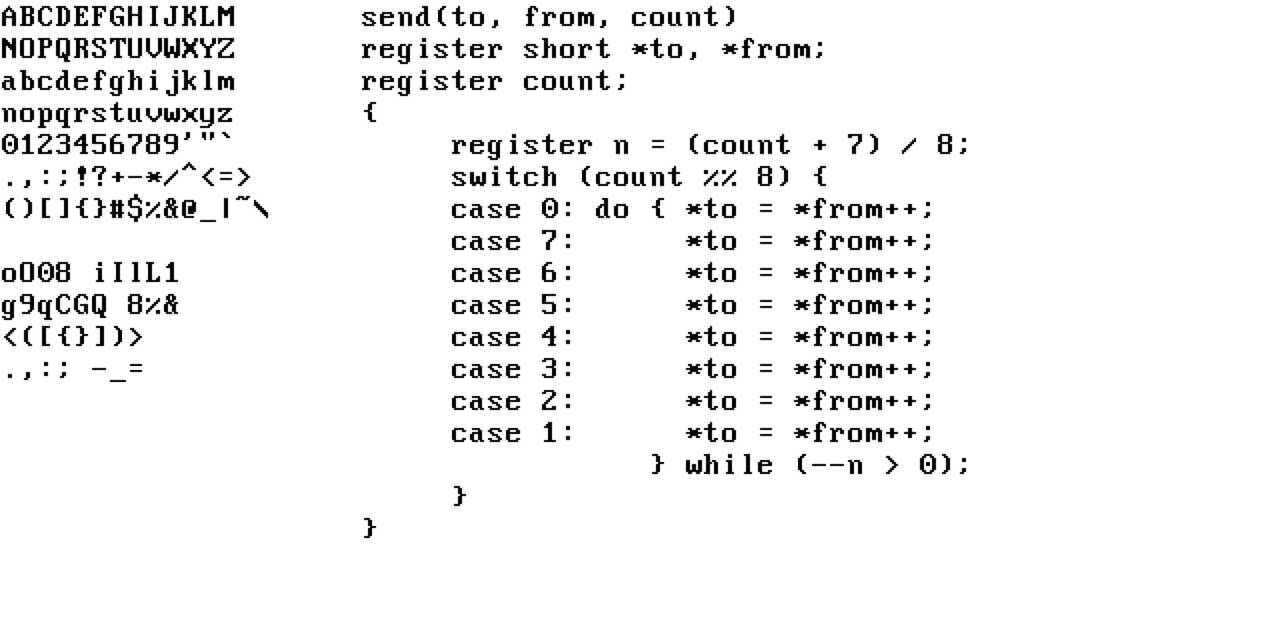 ABCDEFGHIJKLM
NOPQRSTUVWXYZ
abcdefghijklm
nopqrstuvwxyz
0123456789'"`
.,:;!?+-*/^<=>
()[]{}#$%&@_|~\
oO08 iIlL1
g9qCGQ 8%&
<([{}])>
.,:; -_=
send(to, from, count)
register short *to, *from;
register count;
{
     register n = (count + 7) / 8;
     switch (count %% 8) {
     case 0: do { *to = *from++;
     case 7:      *to = *from++;
     case 6:      *to = *from++;
     case 5:      *to = *from++;
     case 4:      *to = *from++;
     case 3:      *to = *from++;
     case 2:      *to = *from++;
     case 1:      *to = *from++;
                } while (--n > 0);
     }
}